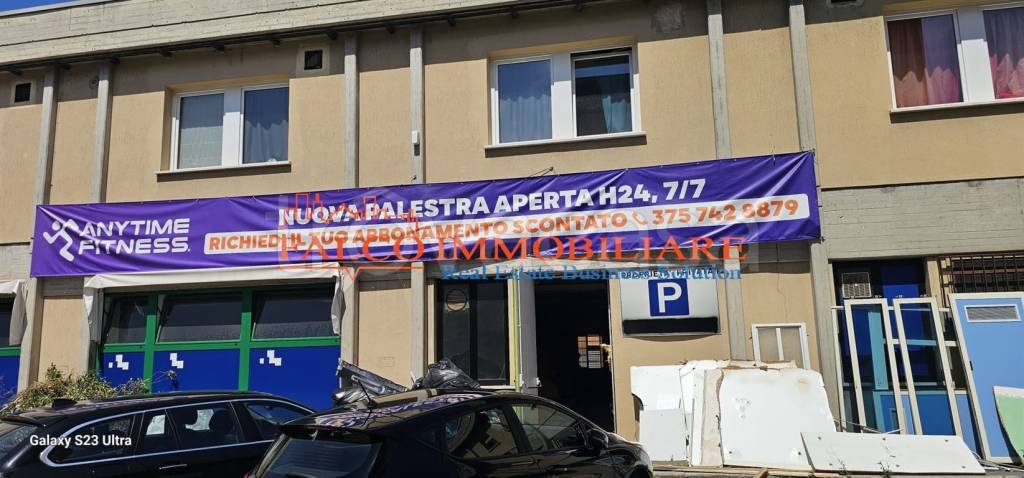 ANYTIME
FITNESS
NUOVA PALESTRA APERTA H24, 7/7
RICHIEDI IL TUO ABBONAMENTO SCONTATO 375 742 8879
FALCO IMMOBILIARE
Real Estate Business Solution
P
Galaxy S23 Ultra